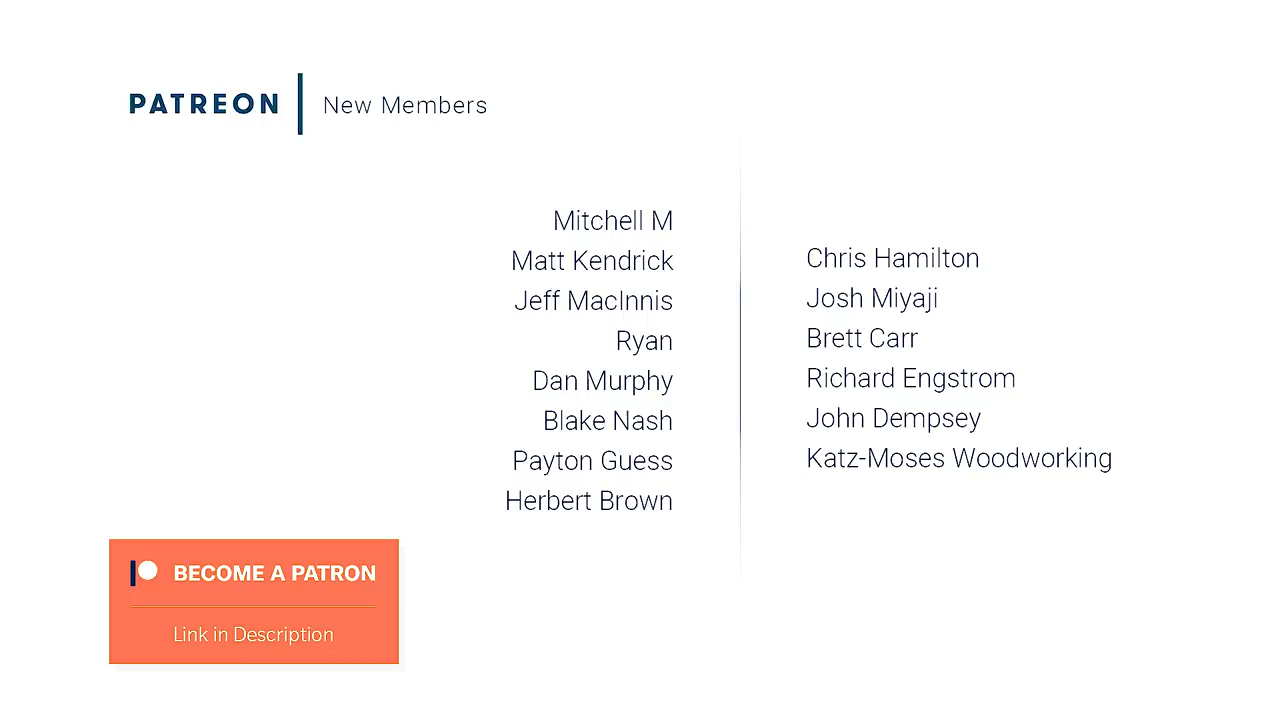 PATREON
New Members
Mitchell M
Matt Kendrick
Jeff MacInnis
Ryan
Dan Murphy
Blake Nash
Payton Guess
Herbert Brown
Chris Hamilton
Josh Miyaji
Brett Carr
Richard Engstrom
John Dempsey
Katz-Moses Woodworking
BECOME A PATRON
Link in Description